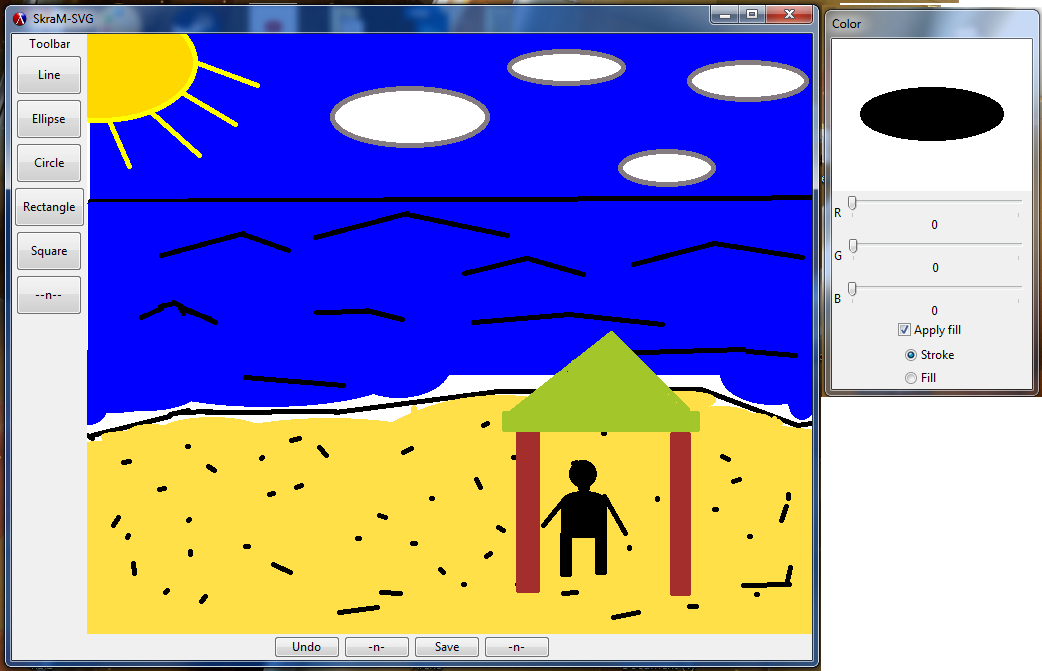 SkraM-SVG
Toolbar
Line
Ellipse
Circle
Rectangle
Square
--n--
Undo
-n-
Save
-n-
Color
R
0
G
0
B
0
Apply fill
Stroke
Fill